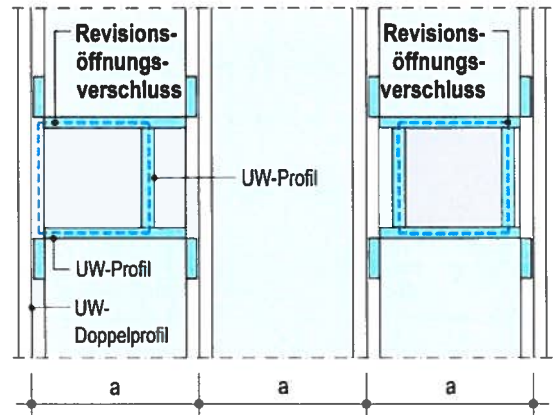 Revisions-
öffnungs-
verschluss
Revisions-
öffnungs-
verschluss
UW-Profil
UW-Profil
UW-
Doppelprofil
a
a
a